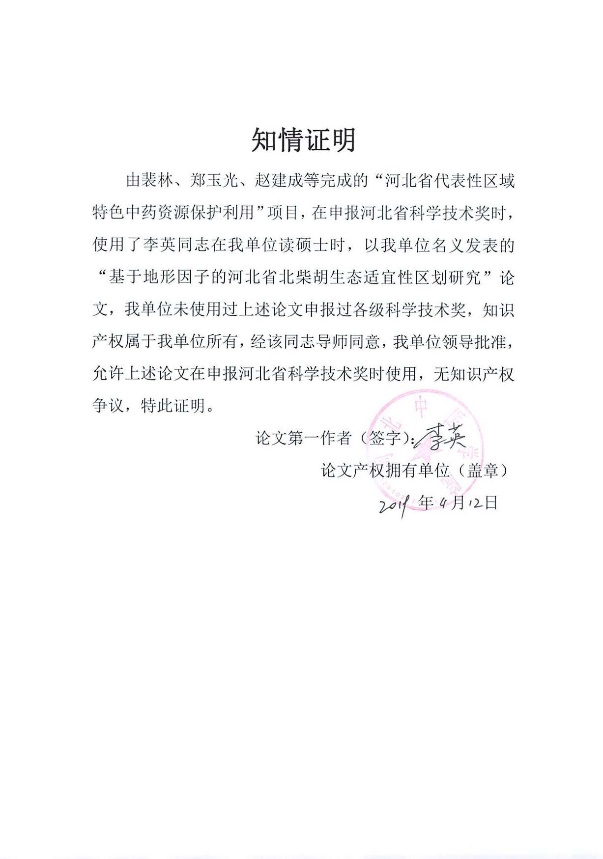 知情证明
由裴林、郑玉光、赵建成等完成的“河北省代表性区域
特色中药资源保护利用”项目，在申报河北省科学技术奖时，
使用了李英同志在我单位读硕士时，以我单位名义发表的
“基于地形因子的河北省北柴胡生态适宜性区划研究”论
文，我单位未使用过上述论文申报过各级科学技术奖，知识
产权属于我单位所有，经该同志导师同意，我单位领导批准，
允许上述论文在申报河北省科学技术奖时使用，无知识产权
争议，特此证明。
论文第一作者（签字）：李英
论文产权拥有单位（盖章）
2019年4月12日